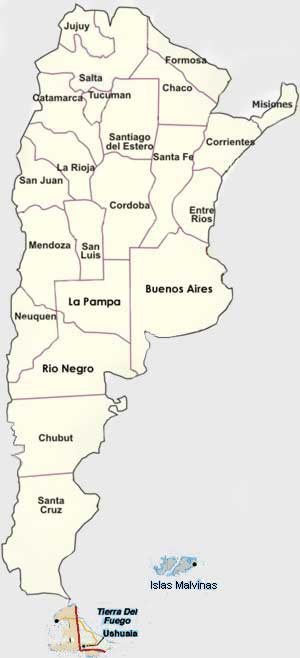 Jujuy
Formosa
Salta
Chaco
Catamarca
Tucuman
Misiones
Santiago
del Estero
Corrientes
Santa Fe
La Rioja
San Juan
Cordoba
Entre
Rios
Mendoza
San
Luis
Buenos Aires
La Pampa
Neuquen
Rio Negro
Chubut
Santa
Cruz
Islas Malvinas
Tierra Del
Fuego
Ushuaia